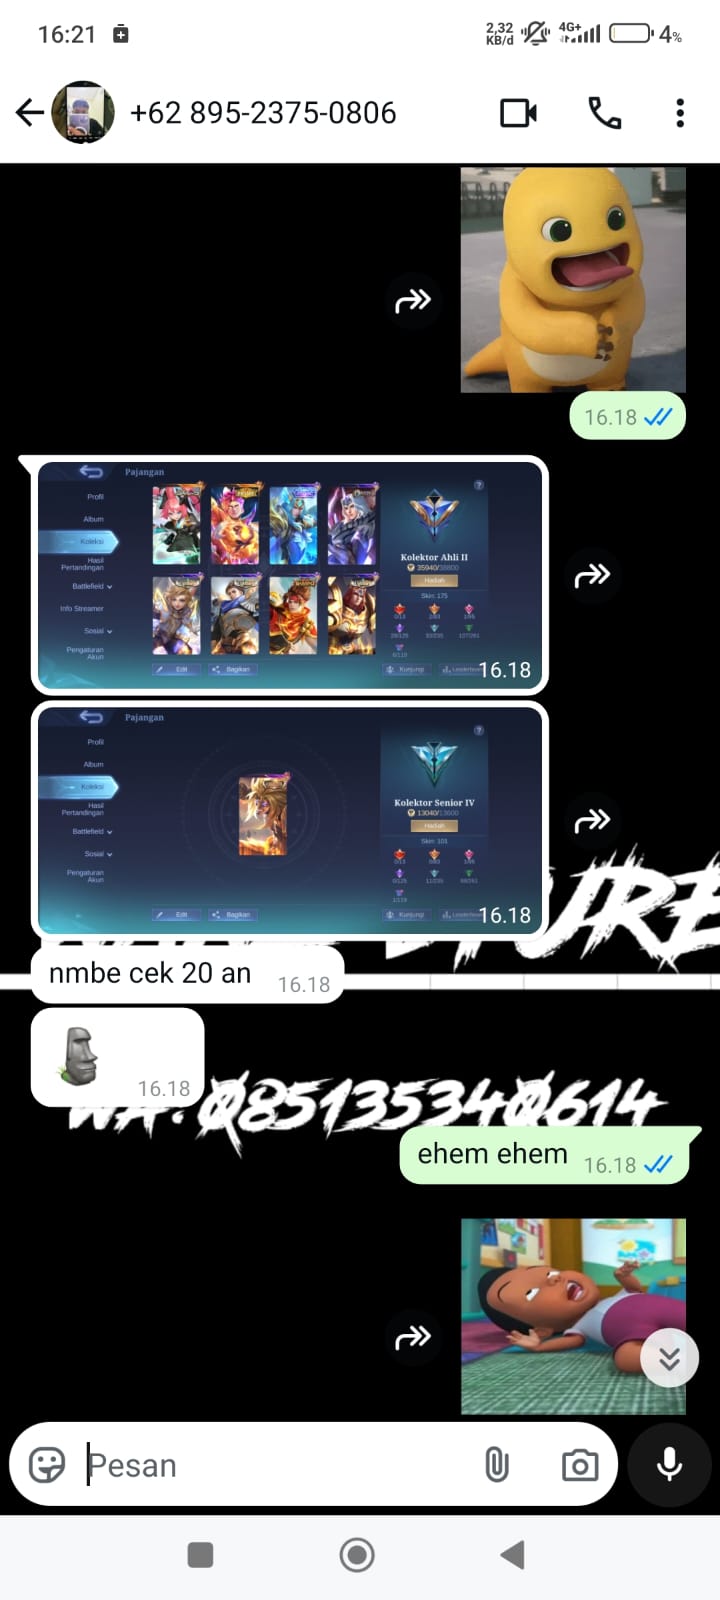 16:21
2,32
KB/d
4G+
4%
+62 895-2375-0806
16.18
Pajangan
Profil
Album
Koleksi
Hasil
Pertandingan
Battlefield
Info Streamer
Sosial
Pengaturan
Akun
Kolektor Ahli II
35940/38800
Hadiah
Skin: 175
Edit
Bagikan
Kunjungi
16.18
Pajangan
Profil
Album
Koleksi
Hasil
Pertandingan
Battlefield
Sosial
Pengaturan
Akun
Kolektor Senior IV
13040/13600
Hadiah
Skin: 101
Edit
Bagikan
Kunjungi
16.18
nmbe cek 20 an 16.18
16.18
WA: 085135340614
ehem ehem 16.18
Pesan